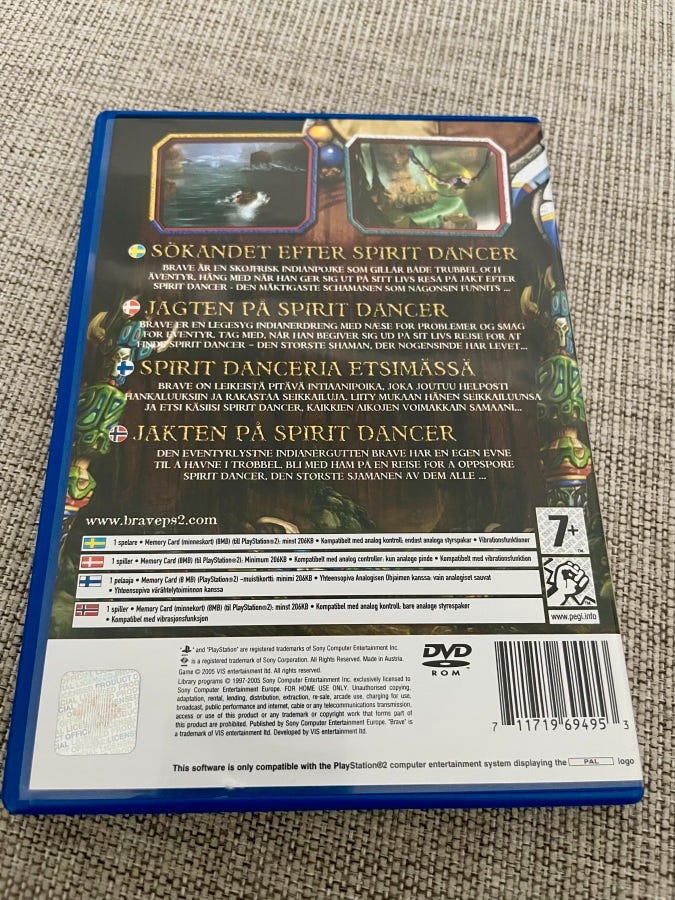 SÖKANDET EFTER SPIRIT DANCER
BRAVE ÄR EN SKOJFRISK INDIANPOJKE SOM GILLAR BÅDE TRUBBEL OCH
ÄVENTYR. HÄNG MED NÄR HAN GER SIG UT PÅ SITT LIVS RESA PÅ JAKT EFTER
SPIRIT DANCER - DEN MÄKTIGASTE SCHAMANEN SOM NÅGONSIN FUNNITS ...
JAGTEN PÅ SPIRIT DANCER
BRAVE ER EN LEGESYG INDIANERDRENG MED NÆSE FOR PROBLEMER OG SMAG
FOR EVENTYR. TAG MED, NÅR HAN BEGIVER SIG UD PÅ SIT LIVS REJSE FOR AT
FINDE SPIRIT DANCER – DEN STØRSTE SHAMAN, DER NOGENSINDE HAR LEVET...
SPIRIT DANCERIA ETSIMÄSSÄ
BRAVE ON LEIKEISTÄ PITÄVÄ INTIAANIPOIKA, JOKA JOUTUU HELPOSTI
HANKALUUKSIIN JA RAKASTAA SEIKKAILUJA. LIITY MUKAAN HÄNEN SEIKKAILUUNSA
JA ETSI KÄSIISI SPIRIT DANCER, KAIKKIEN AIKOJEN VOIMAKKAIN SAMAANI...
JAKTEN PÅ SPIRIT DANCER
DEN EVENTYRLYSTNE INDIANERGUTTEN BRAVE HAR EN EGEN EVNE
TIL Å HAVNE I TROBBEL. BLI MED HAM PÅ EN REISE FOR Å OPPSPORE
SPIRIT DANCER, DEN STØRSTE SJAMANEN AV DEM ALLE ...
www.braveps2.com
7+
™
1 spelare • Memory Card (minneskort) (8MB) (till PlayStation®2): minst 206KB • Kompatibelt med analog kontroll: endast analoga styrspakar • Vibrationsfunktioner
1 spiller • Memory Card (8MB) (til PlayStation®2): Minimum 206KB • Kompatibelt med analog controller: kun analoge pinde • Kompatibelt med vibrationsfunktion
1 pelaaja • Memory Card (8 MB) (PlayStation®2) –muistikortti: minimi 206KB • Yhteensopiva Analogisen Ohjaimen kanssa: vain analogiset sauvat
• Yhteensopiva värähtelytoiminnon kanssa
1 spiller • Memory Card (minnekort) (8MB) (til PlayStation®2): minst 206KB • Kompatibelt med analog kontroll: bare analoge styrespaker
• Kompatibelt med vibrasjonsfunksjon
www.pegi.info
" " and "PlayStation" are registered trademarks of Sony Computer Entertainment Inc.
is a registered trademark of Sony Corporation. All Rights Reserved. Made in Austria.
Game © 2005 VIS entertainment ltd. All rights reserved.
Library programs © 1997-2005 Sony Computer Entertainment Inc. exclusively licensed to
Sony Computer Entertainment Europe. FOR HOME USE ONLY. Unauthorised copying,
adaptation, rental, lending, distribution, extraction, re-sale, arcade use, charging for use,
broadcast, public performance and internet, cable or any telecommunications transmission,
access or use of this product or any trademark or copyright work that forms part of
this product are prohibited. Published by Sony Computer Entertainment Europe. "Brave" is
a trademark of VIS entertainment ltd. Developed by VIS entertainment ltd.
DVD
ROM
7 11719 69495 3
This software is only compatible with the PlayStation®2 computer entertainment system displaying the PAL logo